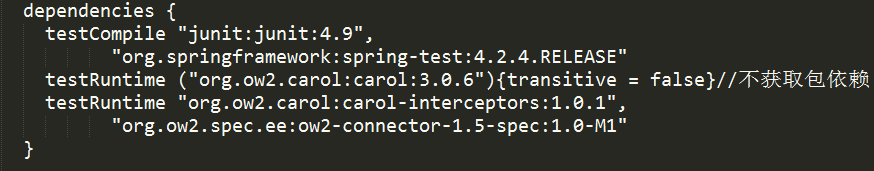 dependencies {
  testCompile "junit:junit:4.9",
        "org.springframework:spring-test:4.2.4.RELEASE"
  testRuntime ("org.ow2.carol:carol:3.0.6"){transitive = false}//不获取包依赖
  testRuntime "org.ow2.carol:carol-interceptors:1.0.1",
        "org.ow2.spec.ee:ow2-connector-1.5-spec:1.0-M1"
}